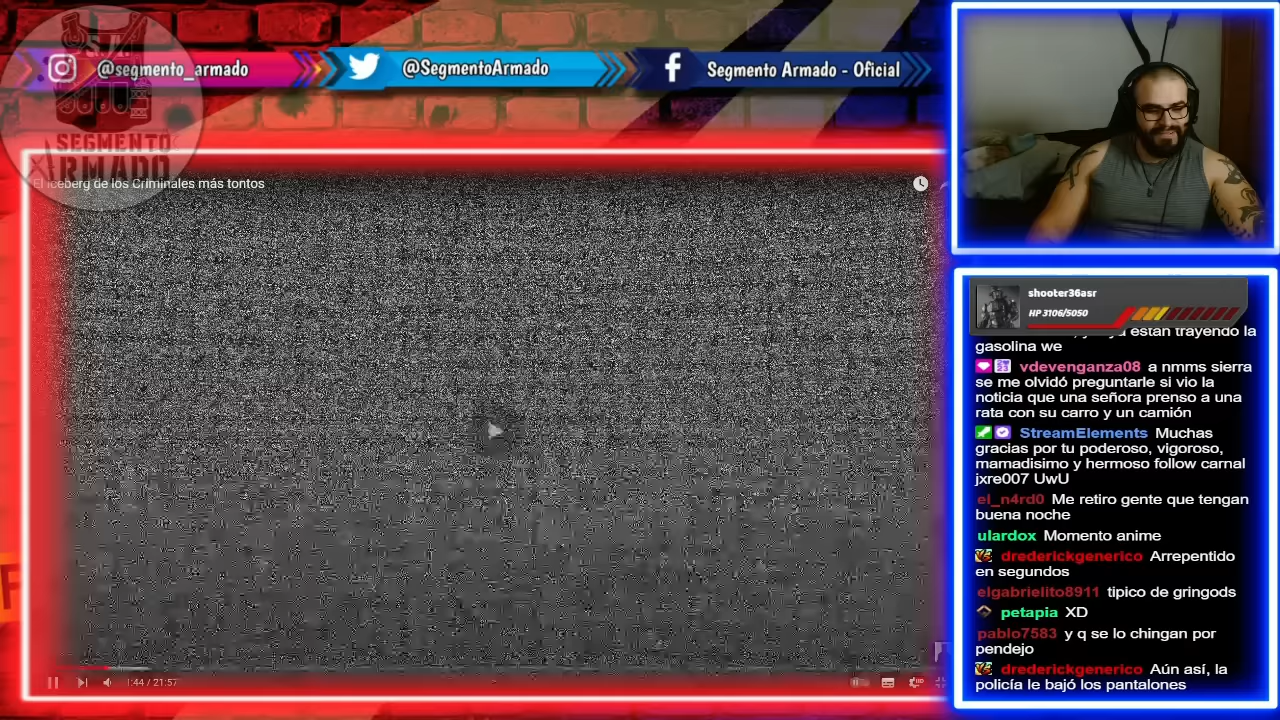 S.A.
SEGMENTO
ARMADO
@segmento_armado
@SegmentoArmado
Segmento Armado - Oficial
El iceberg de los Criminales más tontos
1:44 / 21:57
HD
shooter36asr
HP 3106/5050
están trayendo la
gasolina we
vdevenganza08 a nmms sierra
se me olvidó preguntarle si vio la
noticia que una señora prenso a una
rata con su carro y un camión
StreamElements Muchas
gracias por tu poderoso, vigoroso,
mamadisimo y hermoso follow carnal
jxre007 UwU
el_n4rd0 Me retiro gente que tengan
buena noche
ulardox Momento anime
drederickgenerico Arrepentido
en segundos
elgabrielito8911 tipico de gringods
petapia XD
pablo7583 y q se lo chingan por
pendejo
drederickgenerico Aún así, la
policía le bajó los pantalones